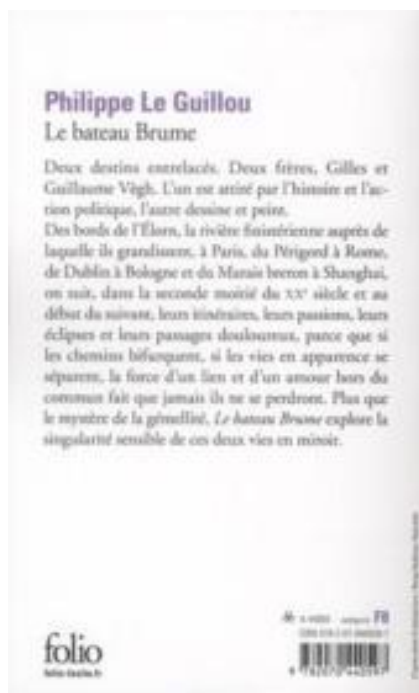 Philippe Le Guillou
Le bateau Brume
Deux destins entrelacés. Deux frères, Gilles et
Guillaume Vègh. L'un est attiré par l'histoire et l'ac-
tion politique, l'autre dessine et peint.
Des bords de l'Élorn, la rivière finistérienne auprès de
laquelle ils grandissent, à Paris, du Périgord à Rome,
de Dublin à Bologne et du Marais breton à Shanghai,
on suit, dans la seconde moitié du XXe siècle et au
début du suivant, leurs itinéraires, leurs passions, leurs
éclipses et leurs passages douloureux, parce que si
les chemins bifurquent, si les vies en apparence se
séparent, la force d'un lien et d'un amour hors du
commun fait que jamais ils ne se perdront. Plus que
le mystère de la gémellité, Le bateau Brume explore la
singularité sensible de ces deux vies en miroir.
folio